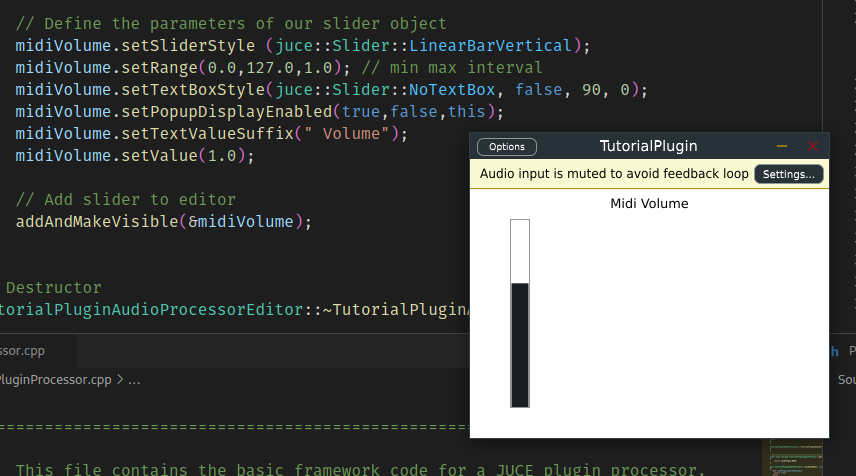 // Define the parameters of our slider object
midiVolume.setSliderStyle (juce::Slider::LinearBarVertical);
midiVolume.setRange(0.0,127.0,1.0); // min max interval
midiVolume.setTextBoxStyle(juce::Slider::NoTextBox, false, 90, 0);
midiVolume.setPopupDisplayEnabled(true,false,this);
midiVolume.setTextValueSuffix(" Volume");
midiVolume.setValue(1.0);
// Add slider to editor
addAndMakeVisible(&midiVolume);
Destructor
torialPluginAudioProcessorEditor::~TutorialPlugin
Options
TutorialPlugin
Audio input is muted to avoid feedback loop
Settings...
Midi Volume
ssor.cpp
PluginProcessor.cpp > ...
h P
Sou
==================================================
This file contains the basic framework code for a JUCE plugin processor.